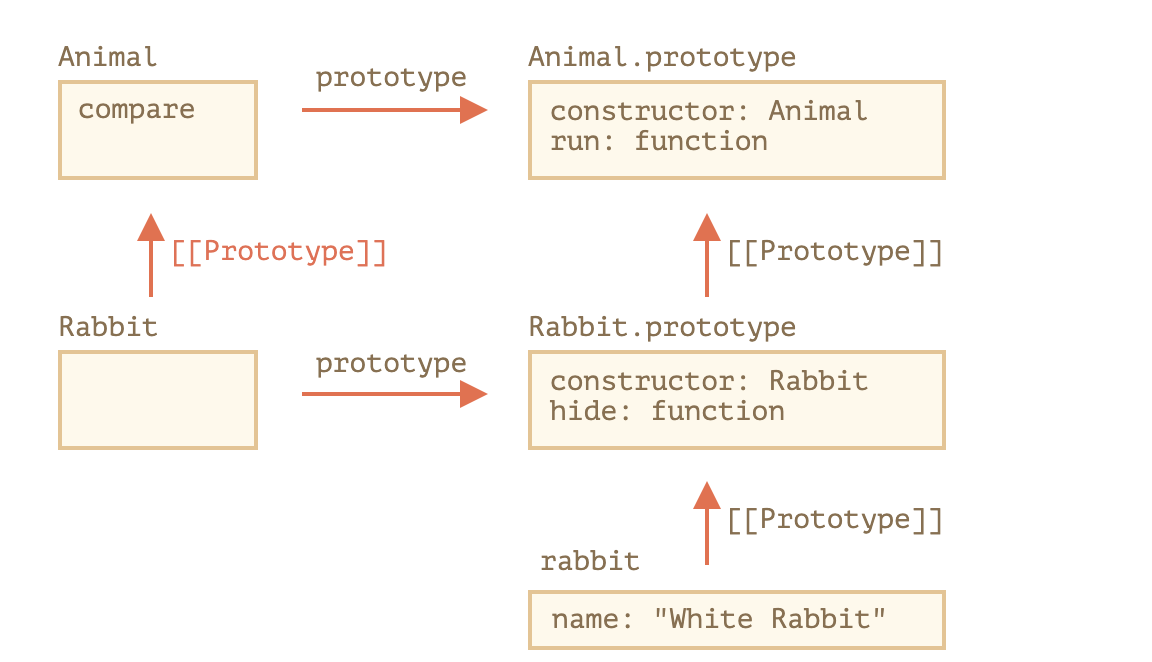 Animal
prototype
Animal.prototype
compare
constructor: Animal
run: function
[[Prototype]]
[[Prototype]]
Rabbit
prototype
Rabbit.prototype
constructor: Rabbit
hide: function
[[Prototype]]
rabbit
name: "White Rabbit"